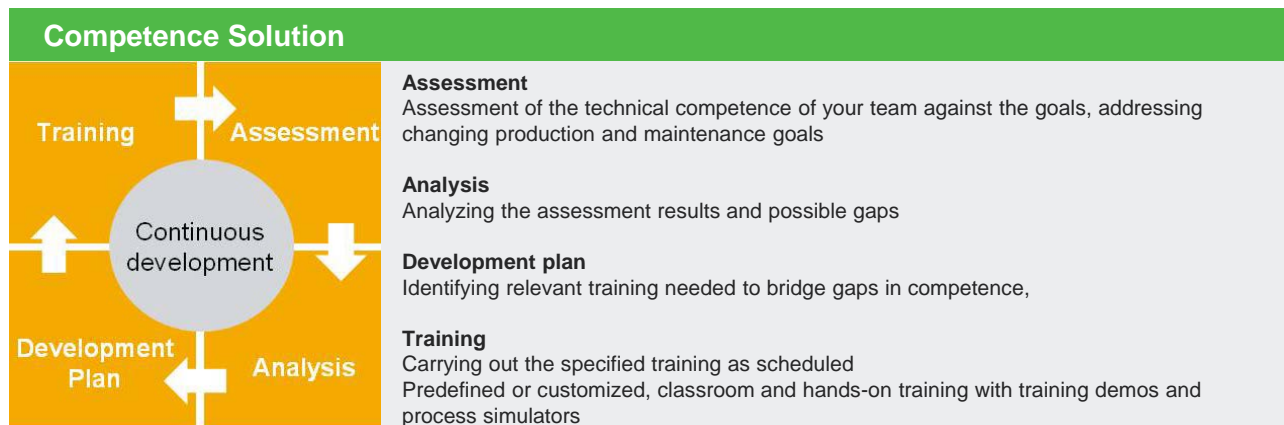 Competence Solution
Training
Assessment
Continuous
development
Development
Plan
Analysis
Assessment
Assessment of the technical competence of your team against the goals, addressing
changing production and maintenance goals
Analysis
Analyzing the assessment results and possible gaps
Development plan
Identifying relevant training needed to bridge gaps in competence,
Training
Carrying out the specified training as scheduled
Predefined or customized, classroom and hands-on training with training demos and
process simulators